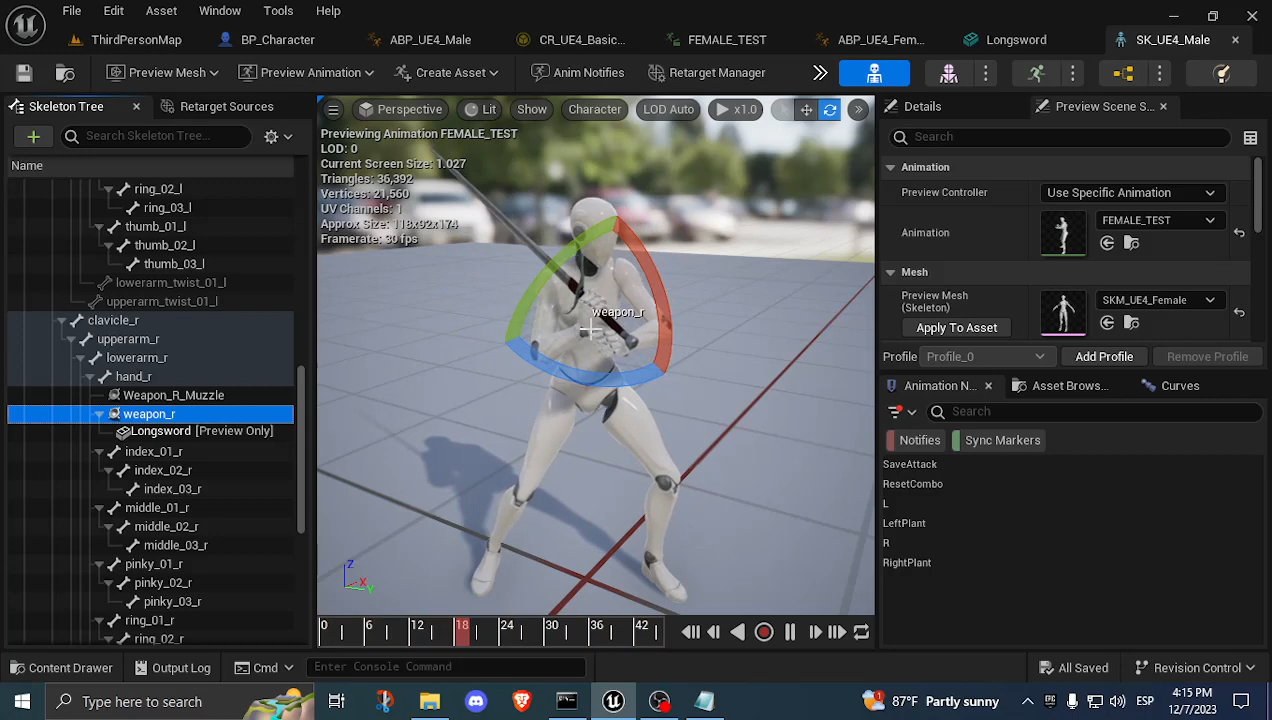 File Edit Asset Window Tools Help
ThirdPersonMap BP_Character ABP_UE4_Male CR_UE4_Basic... FEMALE_TEST ABP_UE4_Fem... Longsword SK_UE4_Male
Preview Mesh Preview Animation Create Asset Anim Notifies Retarget Manager
Skeleton Tree Retarget Sources
Search Skeleton Tree...
Name
ring_02_l
ring_03_l
thumb_01_l
thumb_02_l
thumb_03_l
lowerarm_twist_01_l
upperarm_twist_01_l
clavicle_r
upperarm_r
lowerarm_r
hand_r
Weapon_R_Muzzle
weapon_r
Longsword [Preview Only]
index_01_r
index_02_r
index_03_r
middle_01_r
middle_02_r
middle_03_r
pinky_01_r
pinky_02_r
pinky_03_r
ring_01_r
ring_02_r
Perspective Lit Show Character LOD Auto x1.0
Previewing Animation FEMALE_TEST
LOD: 0
Current Screen Size: 1.027
Triangles: 36,392
Vertices: 21,560
UV Channels: 1
Approx Size: 118x92x174
Framerate: 30 fps
weapon_r
Z
X
Y
0 6 12 18 24 30 36 42
Details Preview Scene S...
Search
Animation
Preview Controller Use Specific Animation
Animation FEMALE_TEST
Mesh
Preview Mesh
(Skeleton)
SKM_UE4_Female
Apply To Asset
Profile Profile_0 Add Profile Remove Profile
Animation N... Asset Brows... Curves
Search
Notifies Sync Markers
SaveAttack
ResetCombo
L
LeftPlant
R
RightPlant
Content Drawer Output Log Cmd Enter Console Command All Saved Revision Control
Type here to search 1 87°F Partly sunny ESP 4:15 PM
12/7/2023